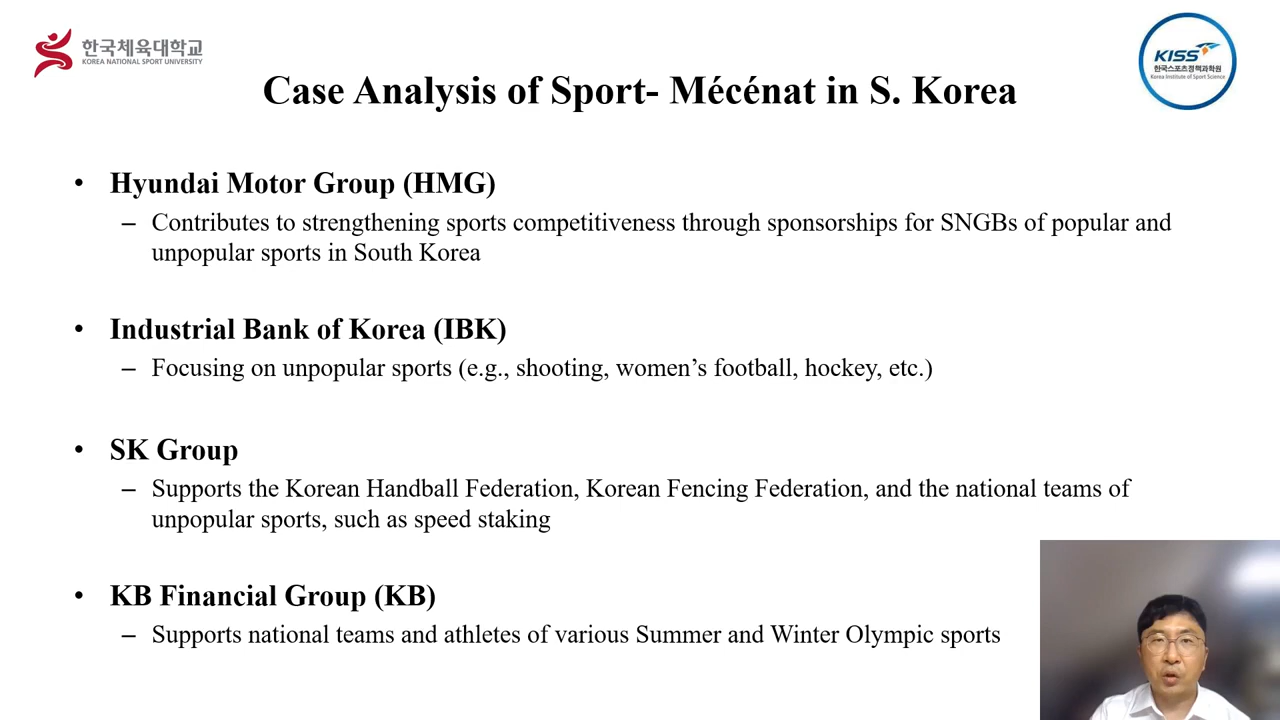 한국체육대학교
KOREA NATIONAL SPORT UNIVERSITY
KISS
한국스포츠정책과학원
Korea Institute of Sport Science
Case Analysis of Sport- Mécénat in S. Korea
• Hyundai Motor Group (HMG)
– Contributes to strengthening sports competitiveness through sponsorships for SNGBs of popular and
unpopular sports in South Korea
• Industrial Bank of Korea (IBK)
– Focusing on unpopular sports (e.g., shooting, women’s football, hockey, etc.)
• SK Group
– Supports the Korean Handball Federation, Korean Fencing Federation, and the national teams of
unpopular sports, such as speed staking
• KB Financial Group (KB)
– Supports national teams and athletes of various Summer and Winter Olympic sports